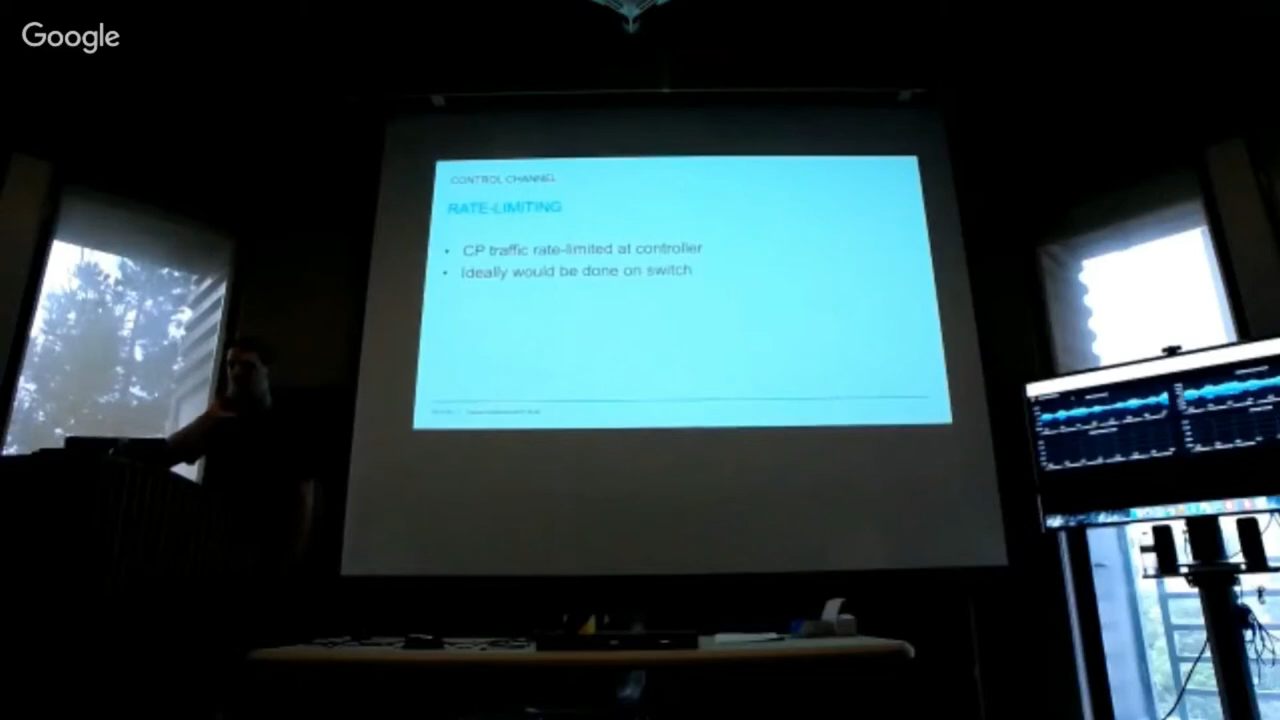 Google
CONTROL CHANNEL
RATE-LIMITING
• CP traffic rate-limited at controller
• Ideally would be done on switch